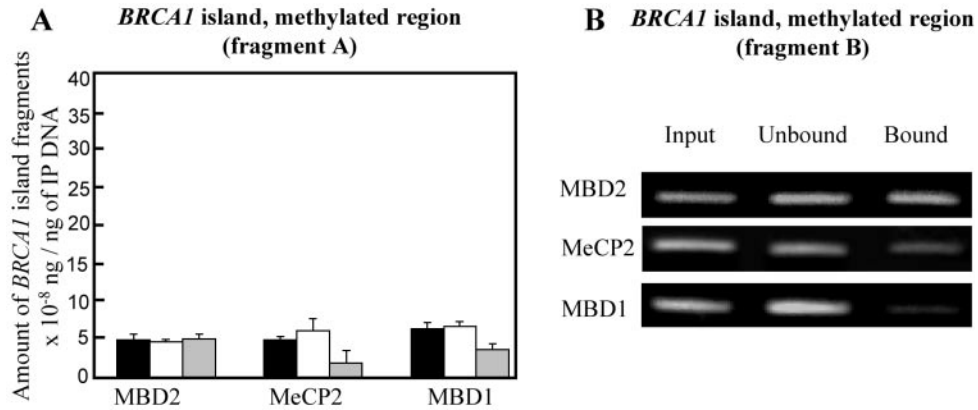 A
BRCA1 island, methylated region
(fragment A)
Amount of BRCA1 island fragments
x 10⁻⁸ ng / ng of IP DNA
40
35
30
25
20
15
10
5
0
MBD2
MeCP2
MBD1
B
BRCA1 island, methylated region
(fragment B)
Input
Unbound
Bound
MBD2
MeCP2
MBD1